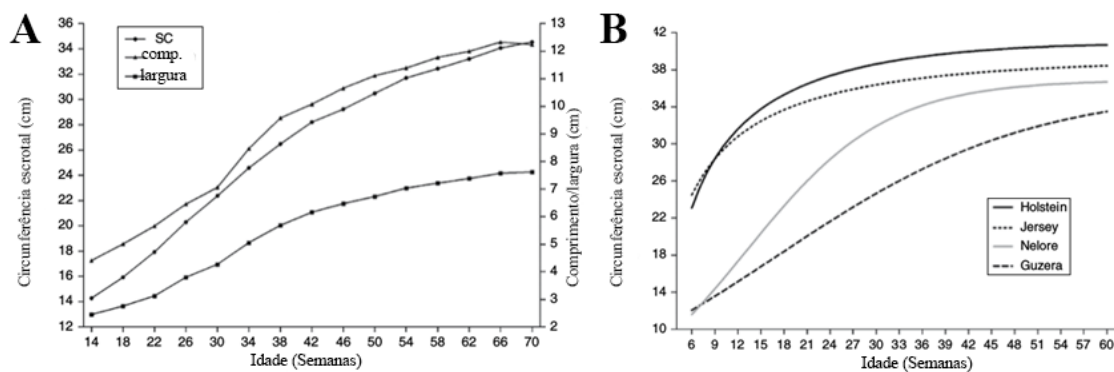 A
36
34
32
30
28
26
24
22
20
18
16
14
12
Circunferência escrotal (cm)
SC
comp.
largura
13
12
11
10
9
8
7
6
5
4
3
2
Comprimento/largura (cm)
14 18 22 26 30 34 38 42 46 50 54 58 62 66 70
Idade (Semanas)
B
42
38
34
30
26
22
18
14
10
Circunferência escrotal (cm)
Holstein
Jersey
Nelore
Guzera
6 9 12 15 18 21 24 27 30 33 36 39 42 45 48 51 54 57 60
Idade (Semanas)